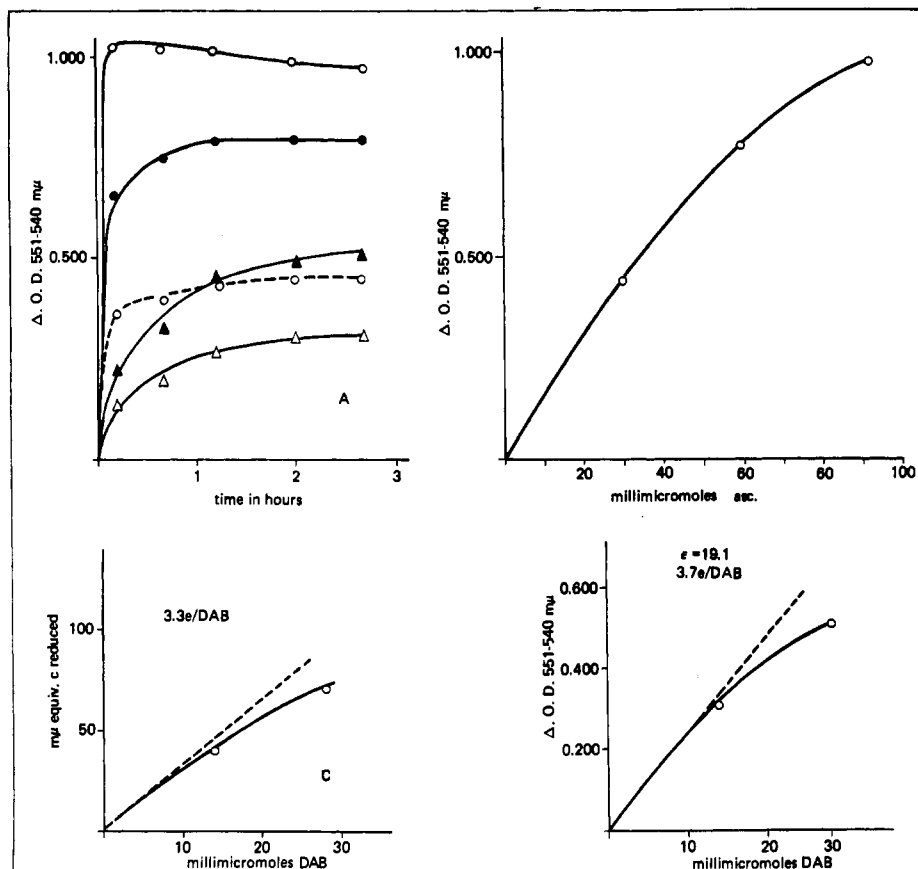 1.000
0.500
Δ. O. D. 551-540 mμ
A
1 2 3
time in hours
1.000
0.500
Δ. O. D. 551-540 mμ
20 40 60 80 100
millimicromoles asc.
3.3e/DAB
100
50
mμ equiv. c reduced
C
10 20 30
millimicromoles DAB
ε =19.1
3.7e/DAB
0.600
0.400
0.200
Δ. O. D. 551-540 mμ
10 20 30
millimicromoles DAB